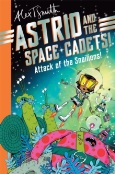 Alex T. Smith
ASTRID
AND THE
SPACE CADETS!
Attack of the Snailiens!